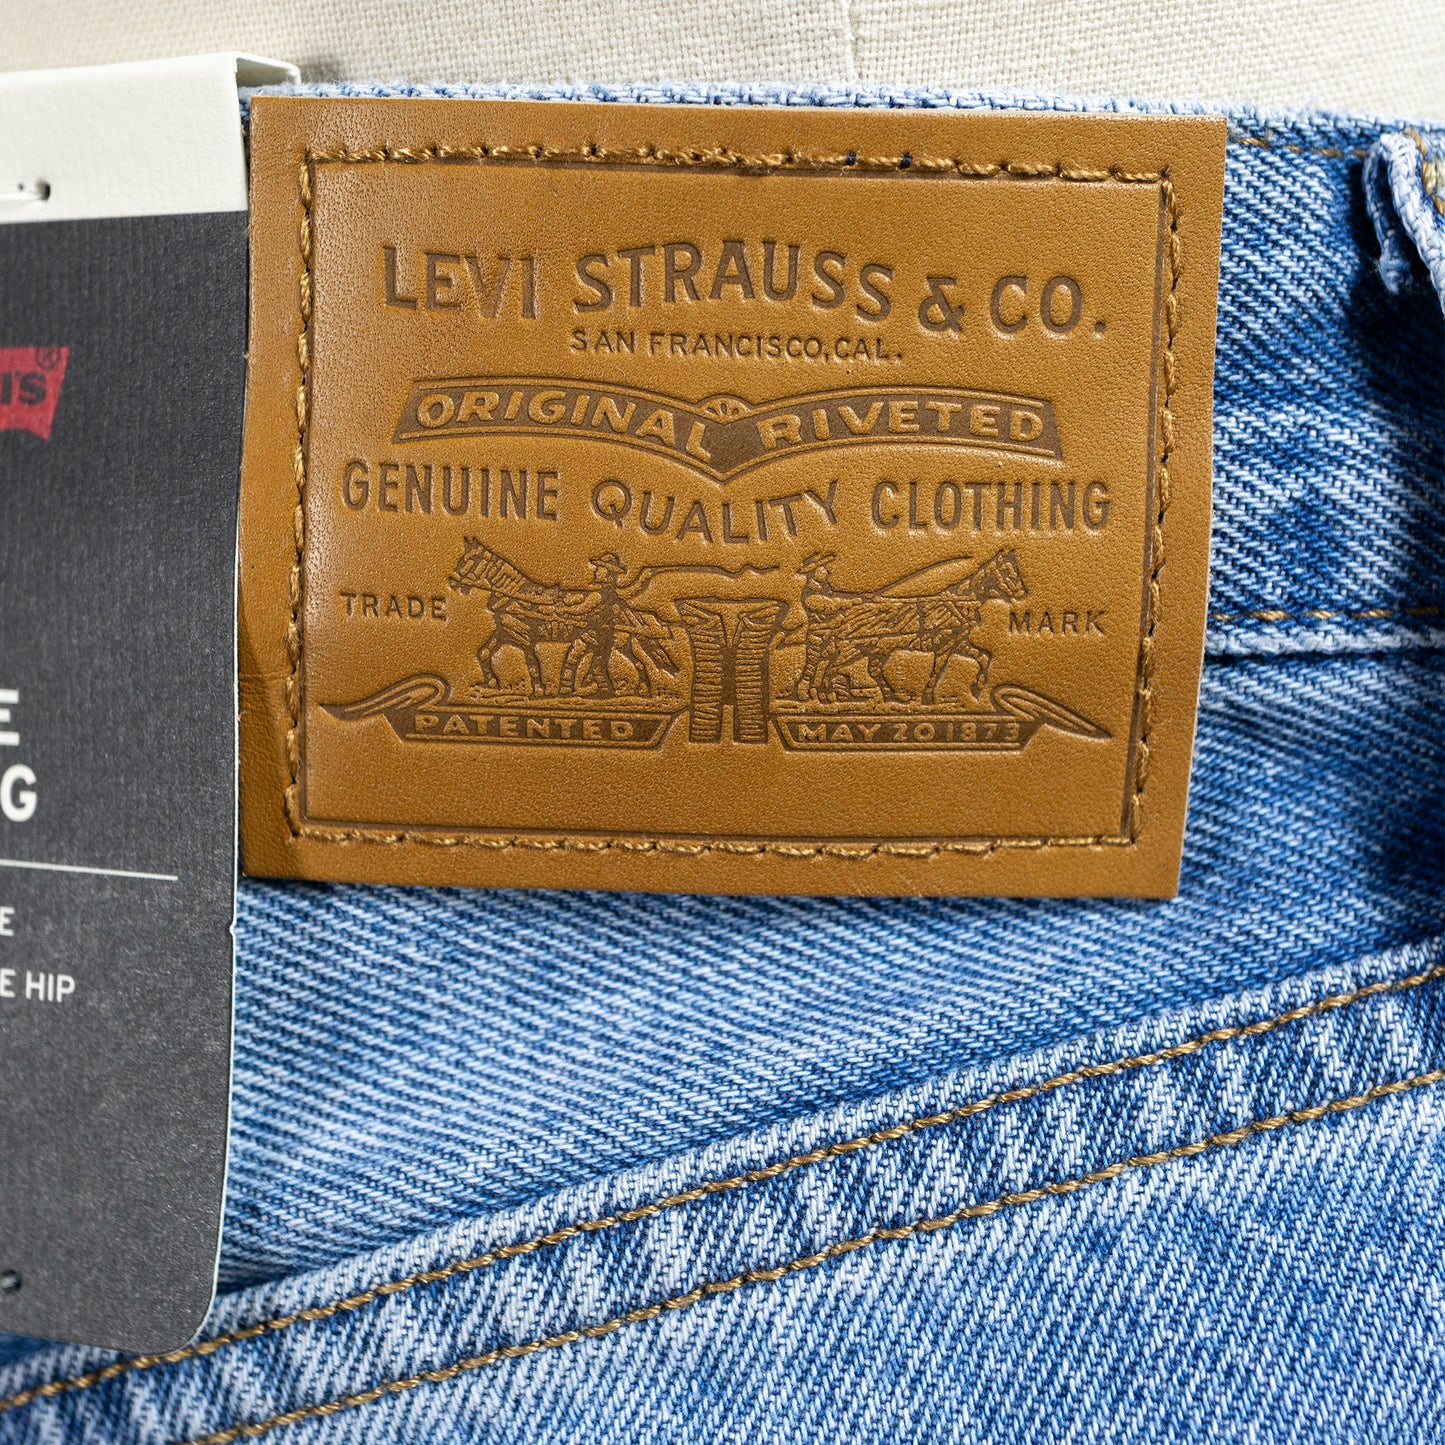 LEVI STRAUSS & CO.
SAN FRANCISCO, CAL.
ORIGINAL RIVETED
GENUINE QUALITY CLOTHING
TRADE MARK
PATENTED MAY 20 1873
I'S®
E
G
E
E HIP